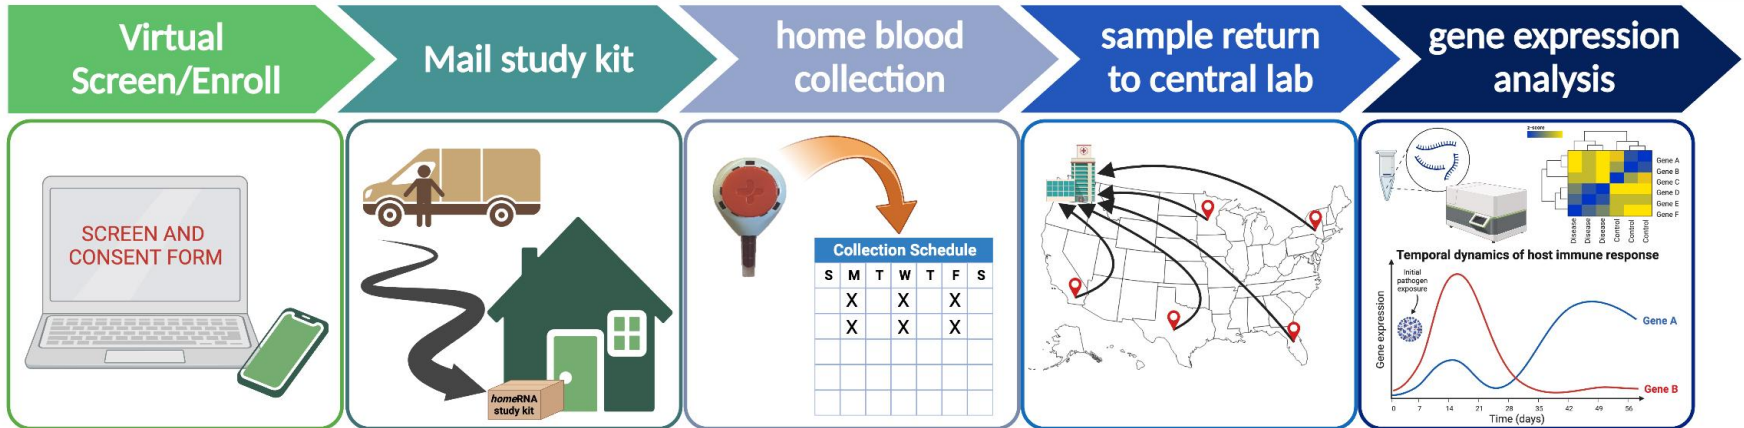 Virtual
Screen/Enroll
Mail study kit
home blood
collection
sample return
to central lab
gene expression
analysis
SCREEN AND
CONSENT FORM
homeRNA
study kit
Collection Schedule
S M T W T F S
X X X
X X X
z-score
Gene A
Gene B
Gene C
Gene D
Gene E
Gene F
Disease
Disease
Disease
Control
Control
Control
Temporal dynamics of host immune response
Initial
pathogen
exposure
Gene expression
Gene A
Gene B
0 7 14 21 28 35 42 49 56
Time (days)